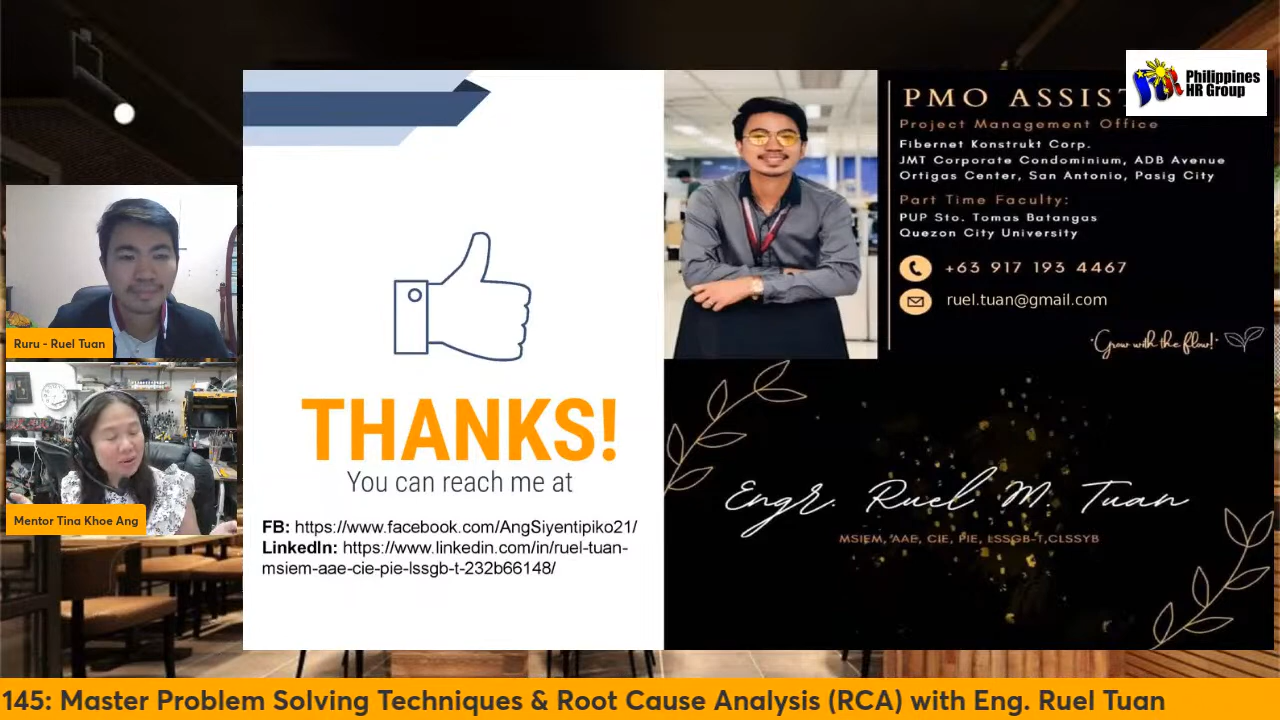 Philippines
HR Group
PMO ASSIST
Project Management Office
Fibernet Konstrukt Corp.
JMT Corporate Condominium, ADB Avenue
Ortigas Center, San Antonio, Pasig City
Part Time Faculty:
PUP Sto. Tomas Batangas
Quezon City University
+63 917 193 4467
ruel.tuan@gmail.com
"Grow with the flow!"
Ruru - Ruel Tuan
Mentor Tina Khoe Ang
THANKS!
You can reach me at
FB: https://www.facebook.com/AngSiyentipiko21/
LinkedIn: https://www.linkedin.com/in/ruel-tuan-
msiem-aae-cie-pie-lssgb-t-232b66148/
Engr. Ruel M. Tuan
MSIEM, AAE, CIE, PIE, LSSGB-T,CLSSYB
145: Master Problem Solving Techniques & Root Cause Analysis (RCA) with Eng. Ruel Tuan